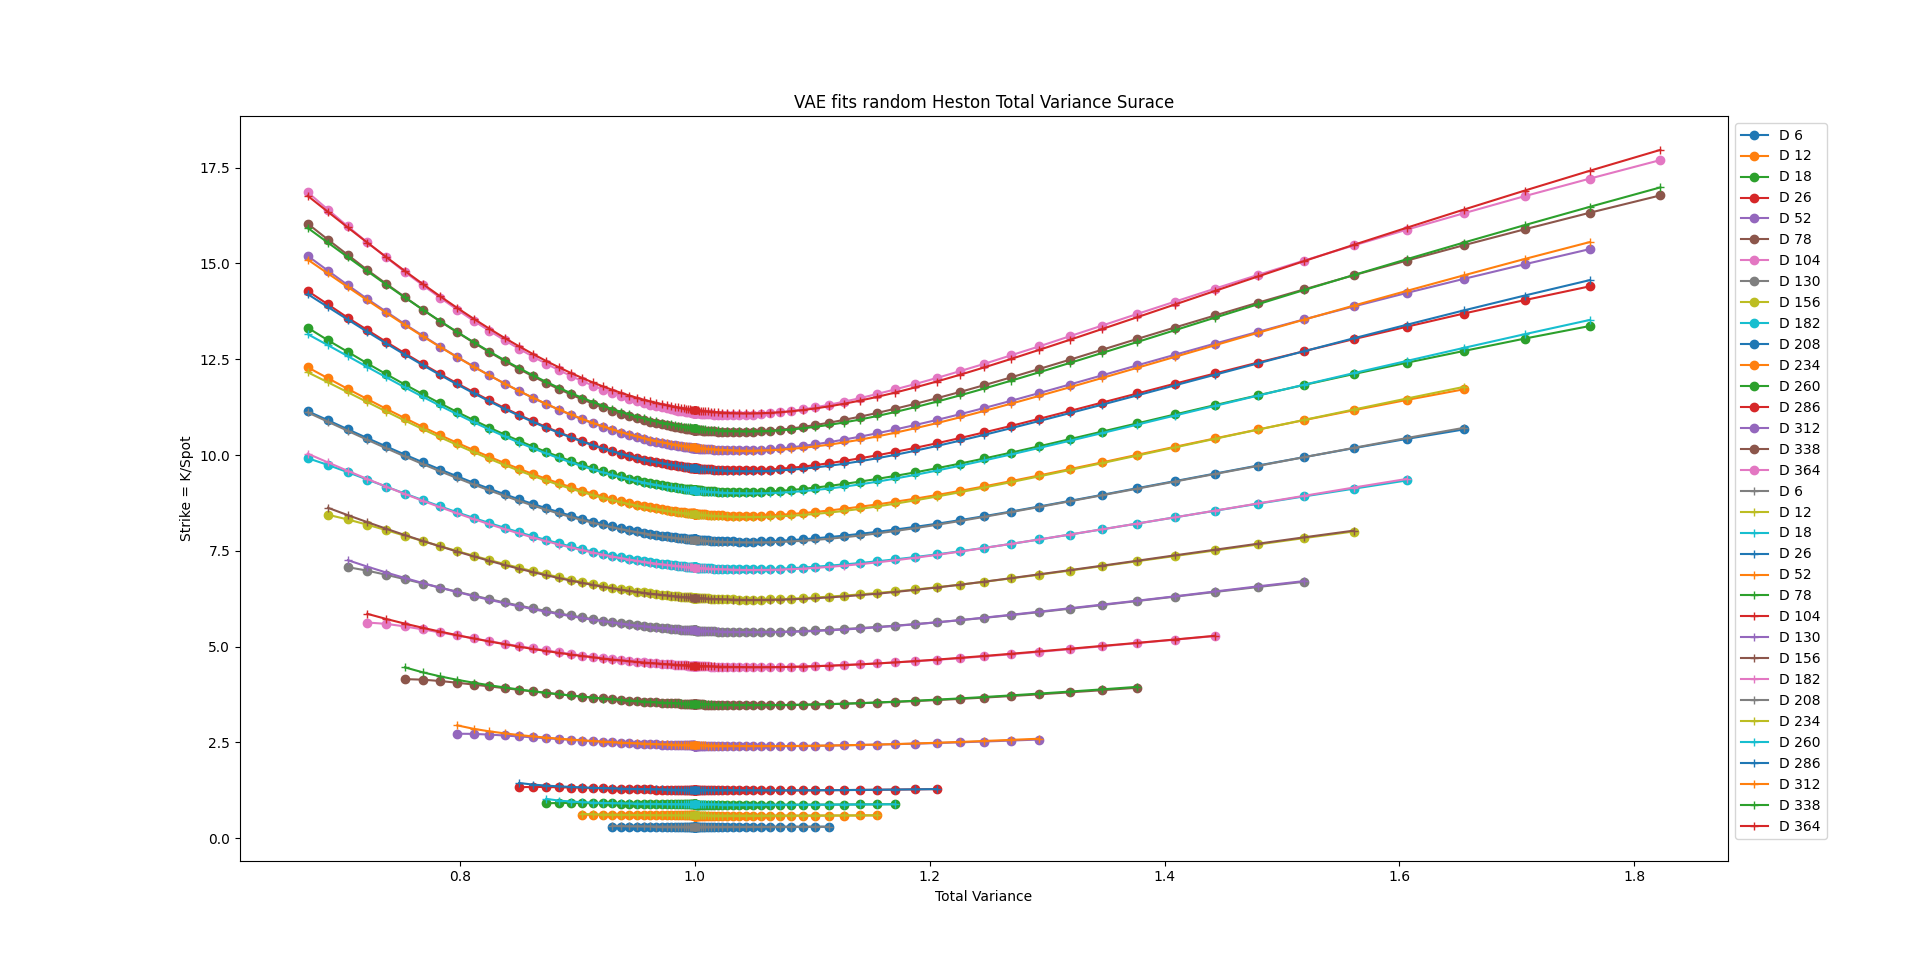 VAE fits random Heston Total Variance Surace
17.5
15.0
12.5
10.0
7.5
5.0
2.5
0.0
Strike = K/Spot
0.8
1.0
1.2
1.4
1.6
1.8
Total Variance
D 6
D 12
D 18
D 26
D 52
D 78
D 104
D 130
D 156
D 182
D 208
D 234
D 260
D 286
D 312
D 338
D 364
D 6
D 12
D 18
D 26
D 52
D 78
D 104
D 130
D 156
D 182
D 208
D 234
D 260
D 286
D 312
D 338
D 364